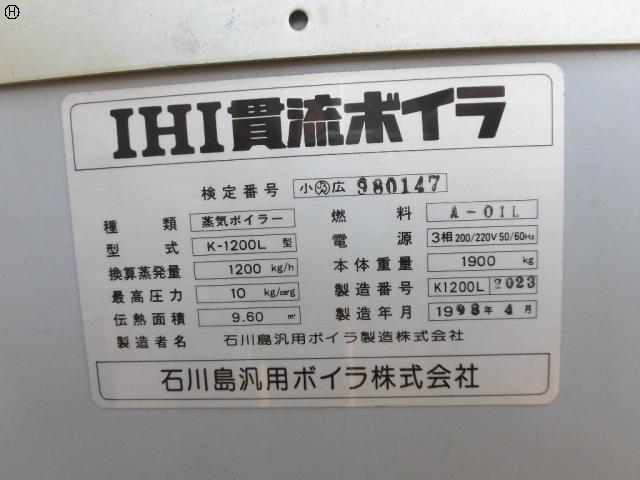 H
IHI貫流ボイラ
検定番号 小 広 980147
種類 蒸気ボイラー 燃料 A-OIL
型式 K-1200L 型 電源 3相200/220V 50/60Hz
換算蒸発量 1200 kg/h 本体重量 1900 kg
最高圧力 10 kg/cm²g 製造番号 K1200L 2023
伝熱面積 9.60 m² 製造年月 1998年4月
製造者名 石川島汎用ボイラ製造株式会社
石川島汎用ボイラ株式会社